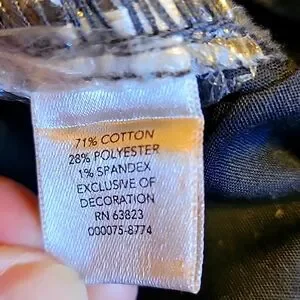 71% COTTON
28% POLYESTER
1% SPANDEX
EXCLUSIVE OF
DECORATION
RN 63823
000075-8774